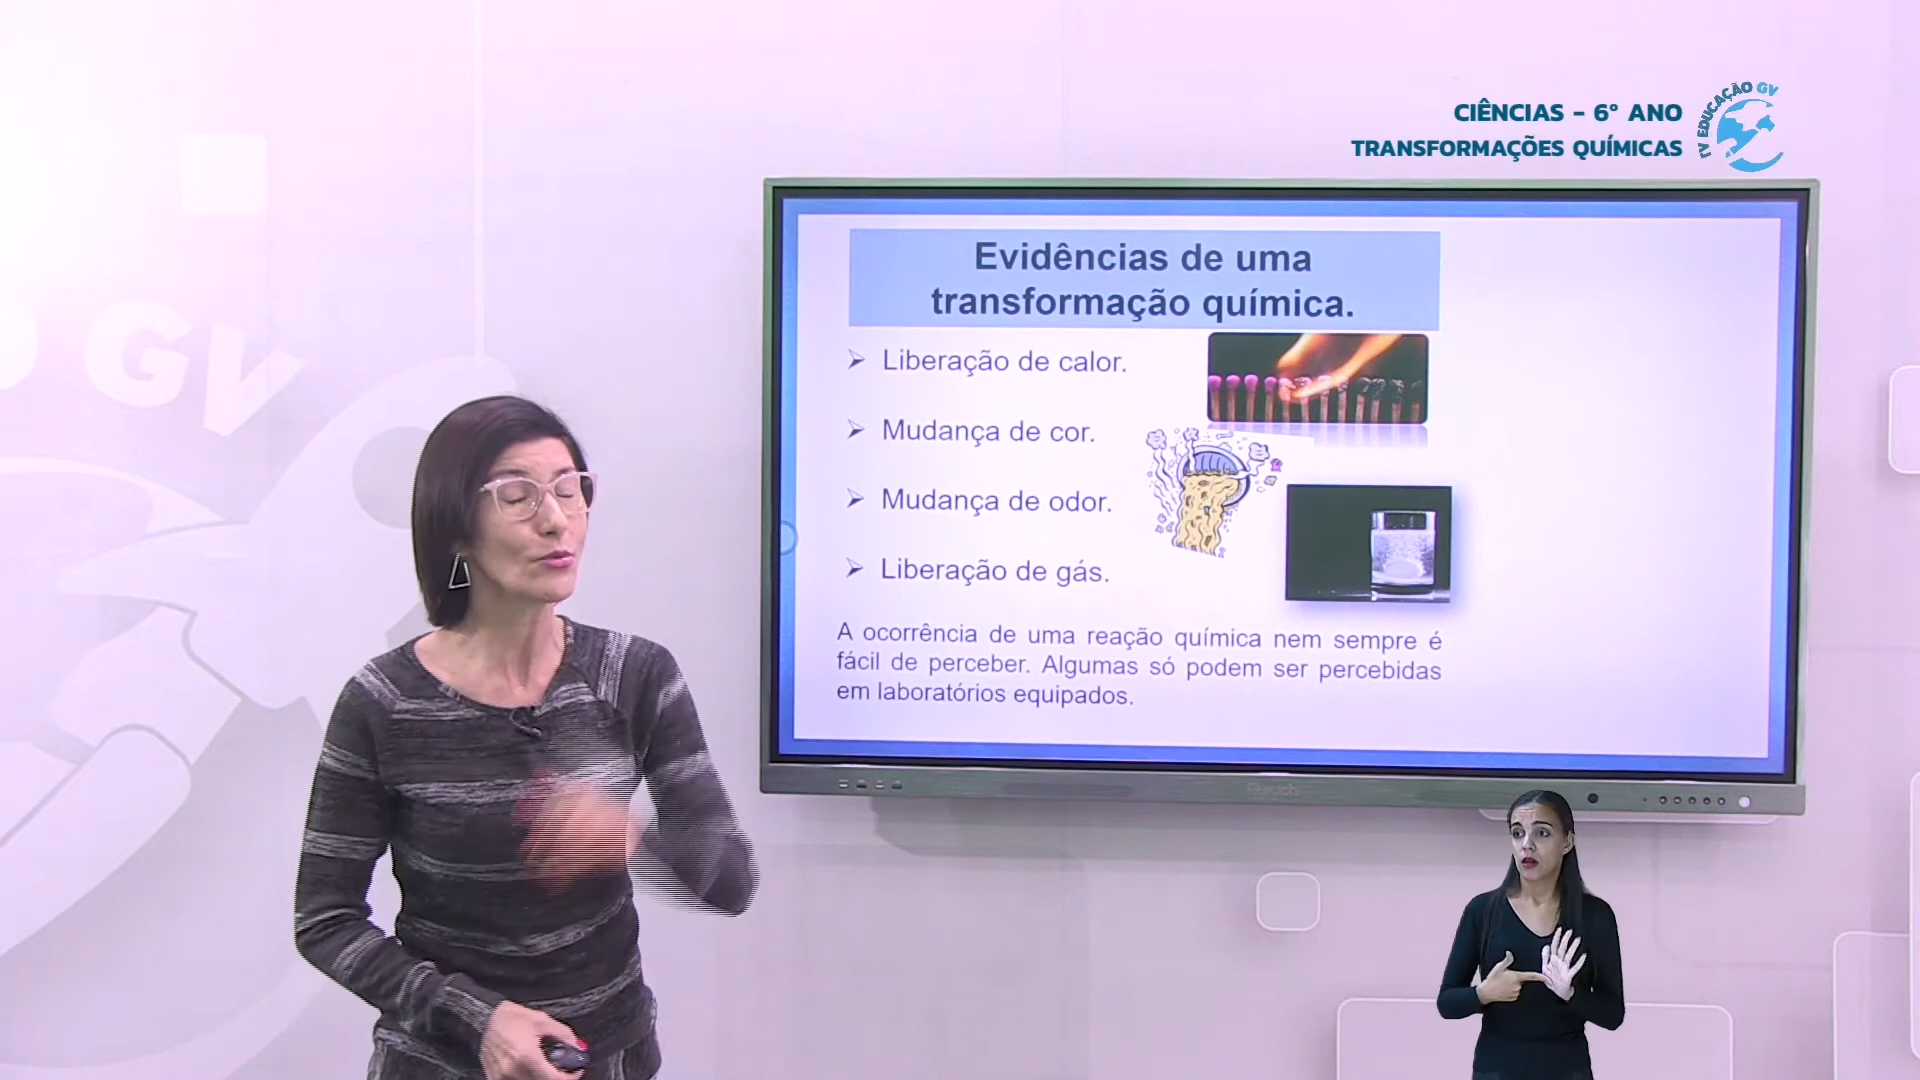 CIÊNCIAS - 6° ANO
TRANSFORMAÇÕES QUÍMICAS
TV EDUCAÇÃO GV
Evidências de uma
transformação química.
Liberação de calor.
Mudança de cor.
Mudança de odor.
Liberação de gás.
A ocorrência de uma reação química nem sempre é
fácil de perceber. Algumas só podem ser percebidas
em laboratórios equipados.
O GV